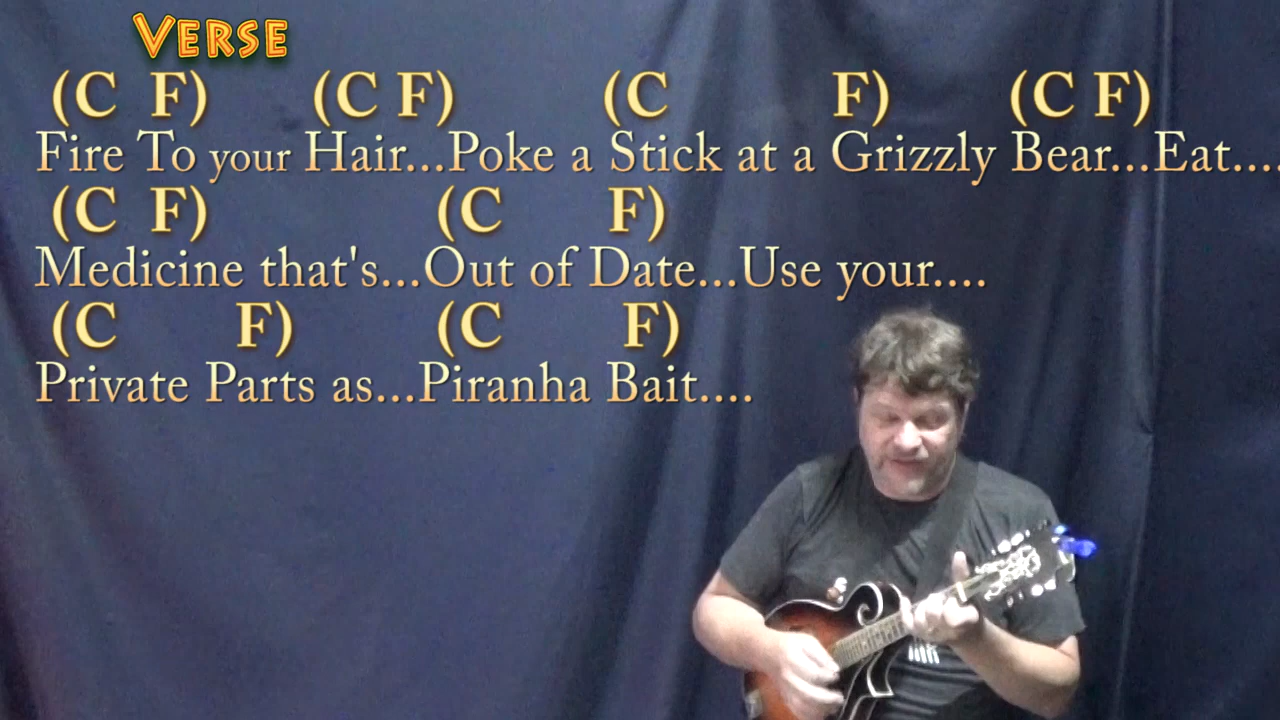 VERSE
(C F) (C F) (C F) (C F)
Fire To your Hair...Poke a Stick at a Grizzly Bear...Eat....
(C F) (C F)
Medicine that's...Out of Date...Use your....
(C F) (C F)
Private Parts as...Piranha Bait....